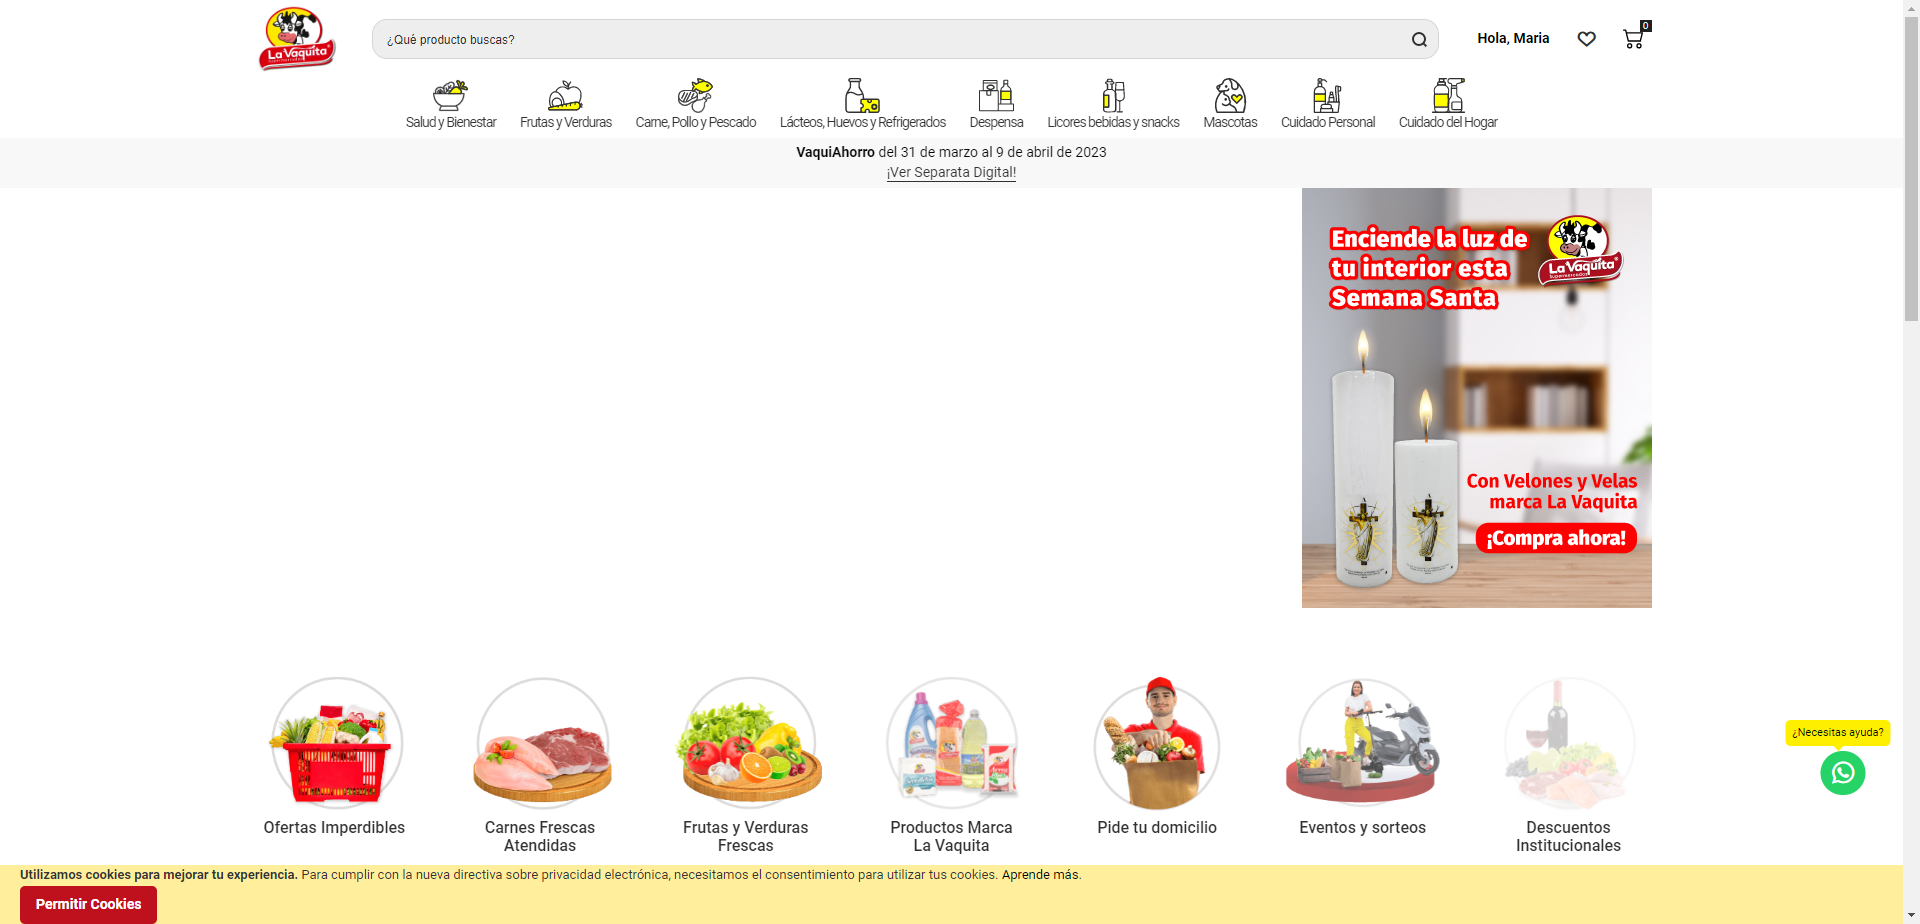 La Vaquita
Supermercados
¿Qué producto buscas?
Hola, Maria
0
Salud y Bienestar
Frutas y Verduras
Carne, Pollo y Pescado
Lácteos, Huevos y Refrigerados
Despensa
Licores bebidas y snacks
Mascotas
Cuidado Personal
Cuidado del Hogar
VaquiAhorro del 31 de marzo al 9 de abril de 2023
¡Ver Separata Digital!
Enciende la luz de
tu interior esta
Semana Santa
La Vaquita
Supermercados
Con Velones y Velas
marca La Vaquita
¡Compra ahora!
¿Necesitas ayuda?
Ofertas Imperdibles
Carnes Frescas
Atendidas
Frutas y Verduras
Frescas
Productos Marca
La Vaquita
Pide tu domicilio
Eventos y sorteos
Descuentos
Institucionales
Utilizamos cookies para mejorar tu experiencia. Para cumplir con la nueva directiva sobre privacidad electrónica, necesitamos el consentimiento para utilizar tus cookies. Aprende más.
Permitir Cookies